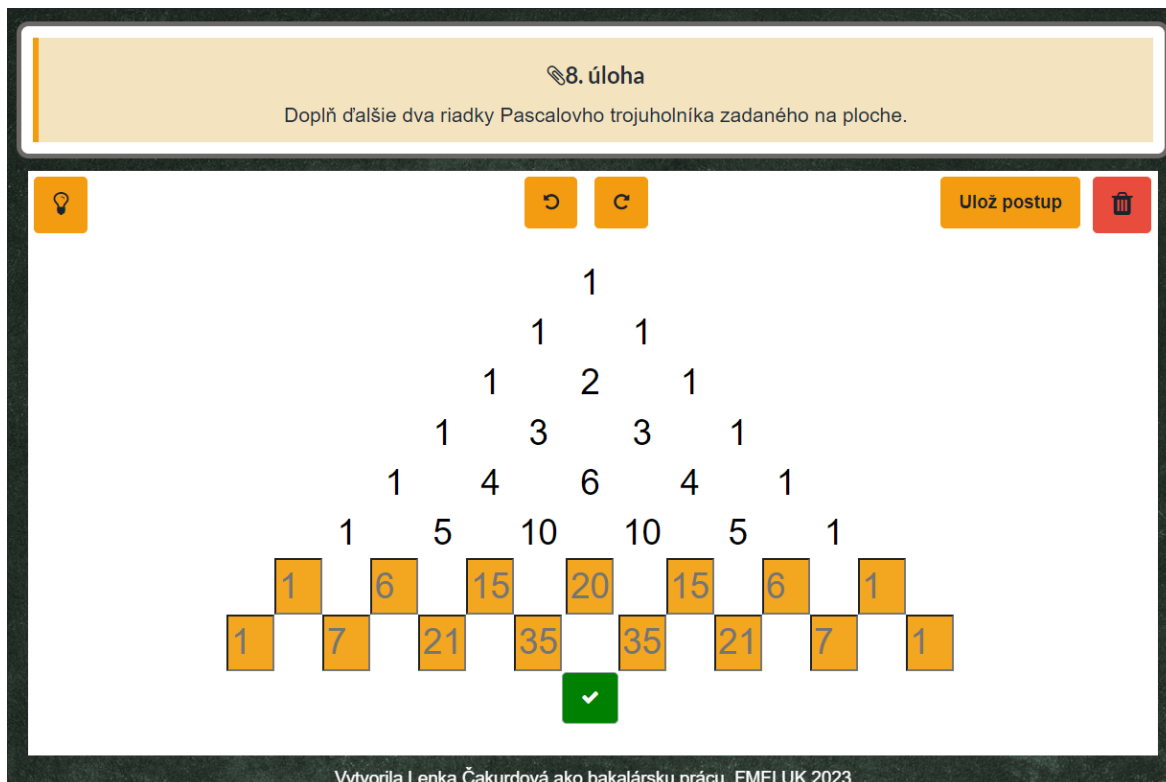 8. úloha
Doplň ďalšie dva riadky Pascalovho trojuholníka zadaného na ploche.
Ulož postup
1
1 1
1 2 1
1 3 3 1
1 4 6 4 1
1 5 10 10 5 1
1 6 15 20 15 6 1
1 7 21 35 35 21 7 1
Vytvorila Lenka Čakurdová ako bakalársku prácu, FMFI UK 2023